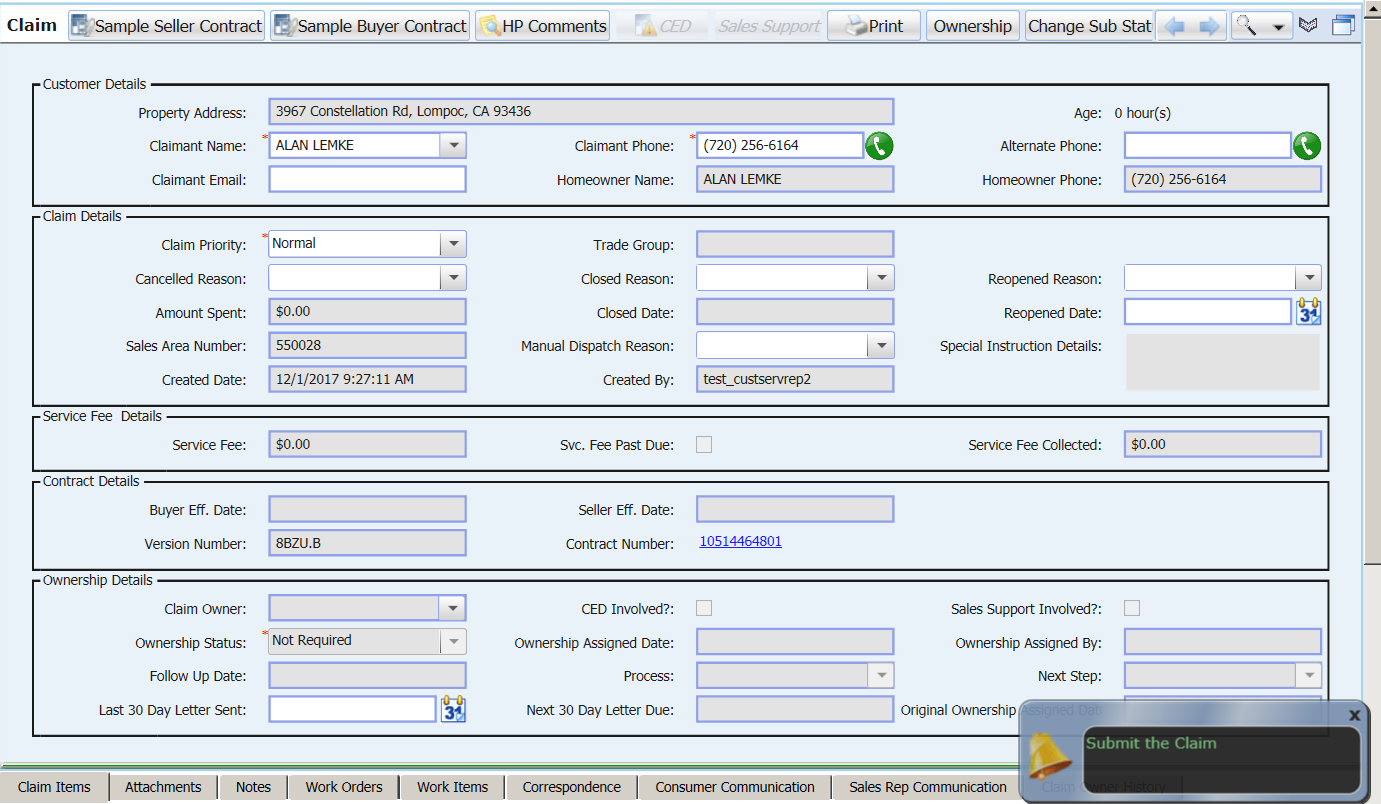 Claim Sample Seller Contract Sample Buyer Contract HP Comments CED Sales Support Print Ownership Change Sub Stat
Customer Details
Property Address: 3967 Constellation Rd, Lompoc, CA 93436 Age: 0 hour(s)
Claimant Name: * ALAN LEMKE Claimant Phone: * (720) 256-6164 Alternate Phone:
Claimant Email: Homeowner Name: ALAN LEMKE Homeowner Phone: (720) 256-6164
Claim Details
Claim Priority: * Normal Trade Group:
Cancelled Reason: Closed Reason: Reopened Reason:
Amount Spent: $0.00 Closed Date: Reopened Date: 31
Sales Area Number: 550028 Manual Dispatch Reason: Special Instruction Details:
Created Date: 12/1/2017 9:27:11 AM Created By: test_custservrep2
Service Fee Details
Service Fee: $0.00 Svc. Fee Past Due: Service Fee Collected: $0.00
Contract Details
Buyer Eff. Date: Seller Eff. Date:
Version Number: 8BZU.B Contract Number: 10514464801
Ownership Details
Claim Owner: CED Involved?: Sales Support Involved?:
Ownership Status: * Not Required Ownership Assigned Date: Ownership Assigned By:
Follow Up Date: Process: Next Step:
Last 30 Day Letter Sent: 31 Next 30 Day Letter Due: Original Ownership Assigned Dat
X
Submit the Claim
Claim Items Attachments Notes Work Orders Work Items Correspondence Consumer Communication Sales Rep Communication Claim Owner History